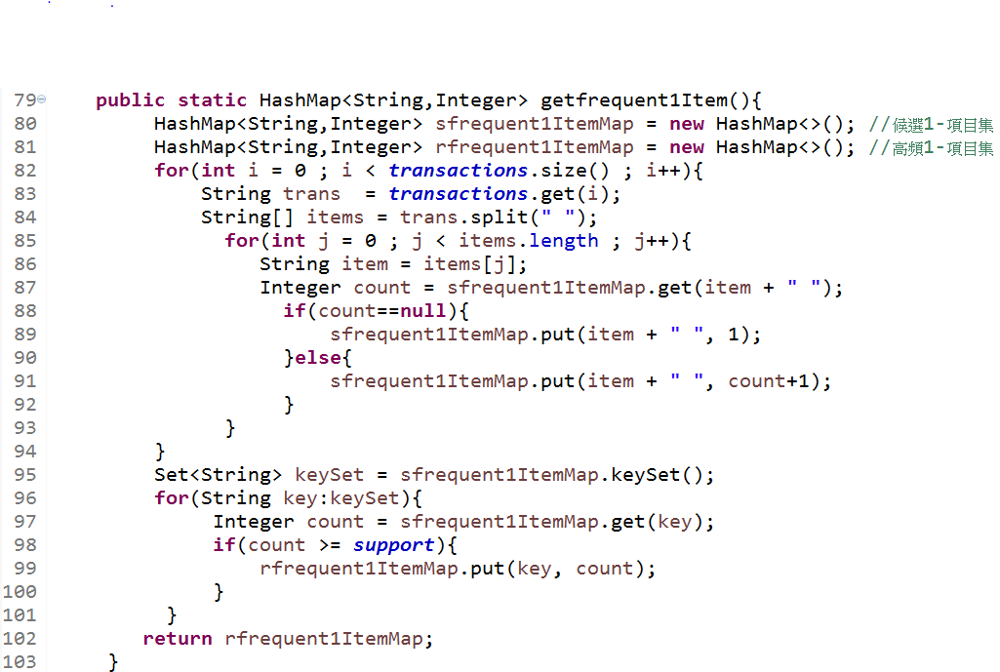 79 public static HashMap<String,Integer> getfrequent1Item(){
80 HashMap<String,Integer> sfrequent1ItemMap = new HashMap<>(); //候選1-項目集
81 HashMap<String,Integer> rfrequent1ItemMap = new HashMap<>(); //高頻1-項目集
82 for(int i = 0 ; i < transactions.size() ; i++){
83 String trans  = transactions.get(i);
84 String[] items = trans.split(" ");
85 for(int j = 0 ; j < items.length ; j++){
86 String item = items[j];
87 Integer count = sfrequent1ItemMap.get(item + " ");
88 if(count==null){
89 sfrequent1ItemMap.put(item + " ", 1);
90 }else{
91 sfrequent1ItemMap.put(item + " ", count+1);
92 }
93 }
94 }
95 Set<String> keySet = sfrequent1ItemMap.keySet();
96 for(String key:keySet){
97 Integer count = sfrequent1ItemMap.get(key);
98 if(count >= support){
99 rfrequent1ItemMap.put(key, count);
100 }
101 }
102 return rfrequent1ItemMap;
103 }